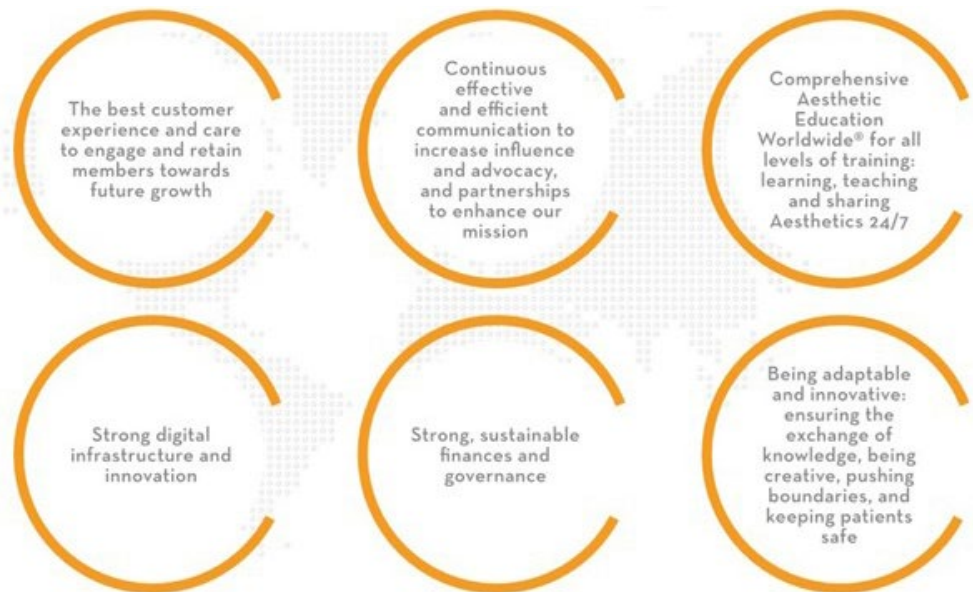 The best customer
experience and care
to engage and retain
members towards
future growth
Continuous
effective
and efficient
communication to
increase influence
and advocacy,
and partnerships
to enhance our
mission
Comprehensive
Aesthetic
Education
Worldwide® for all
levels of training:
learning, teaching
and sharing
Aesthetics 24/7
Strong digital
infrastructure and
innovation
Strong, sustainable
finances and
governance
Being adaptable
and innovative:
ensuring the
exchange of
knowledge, being
creative, pushing
boundaries, and
keeping patients
safe